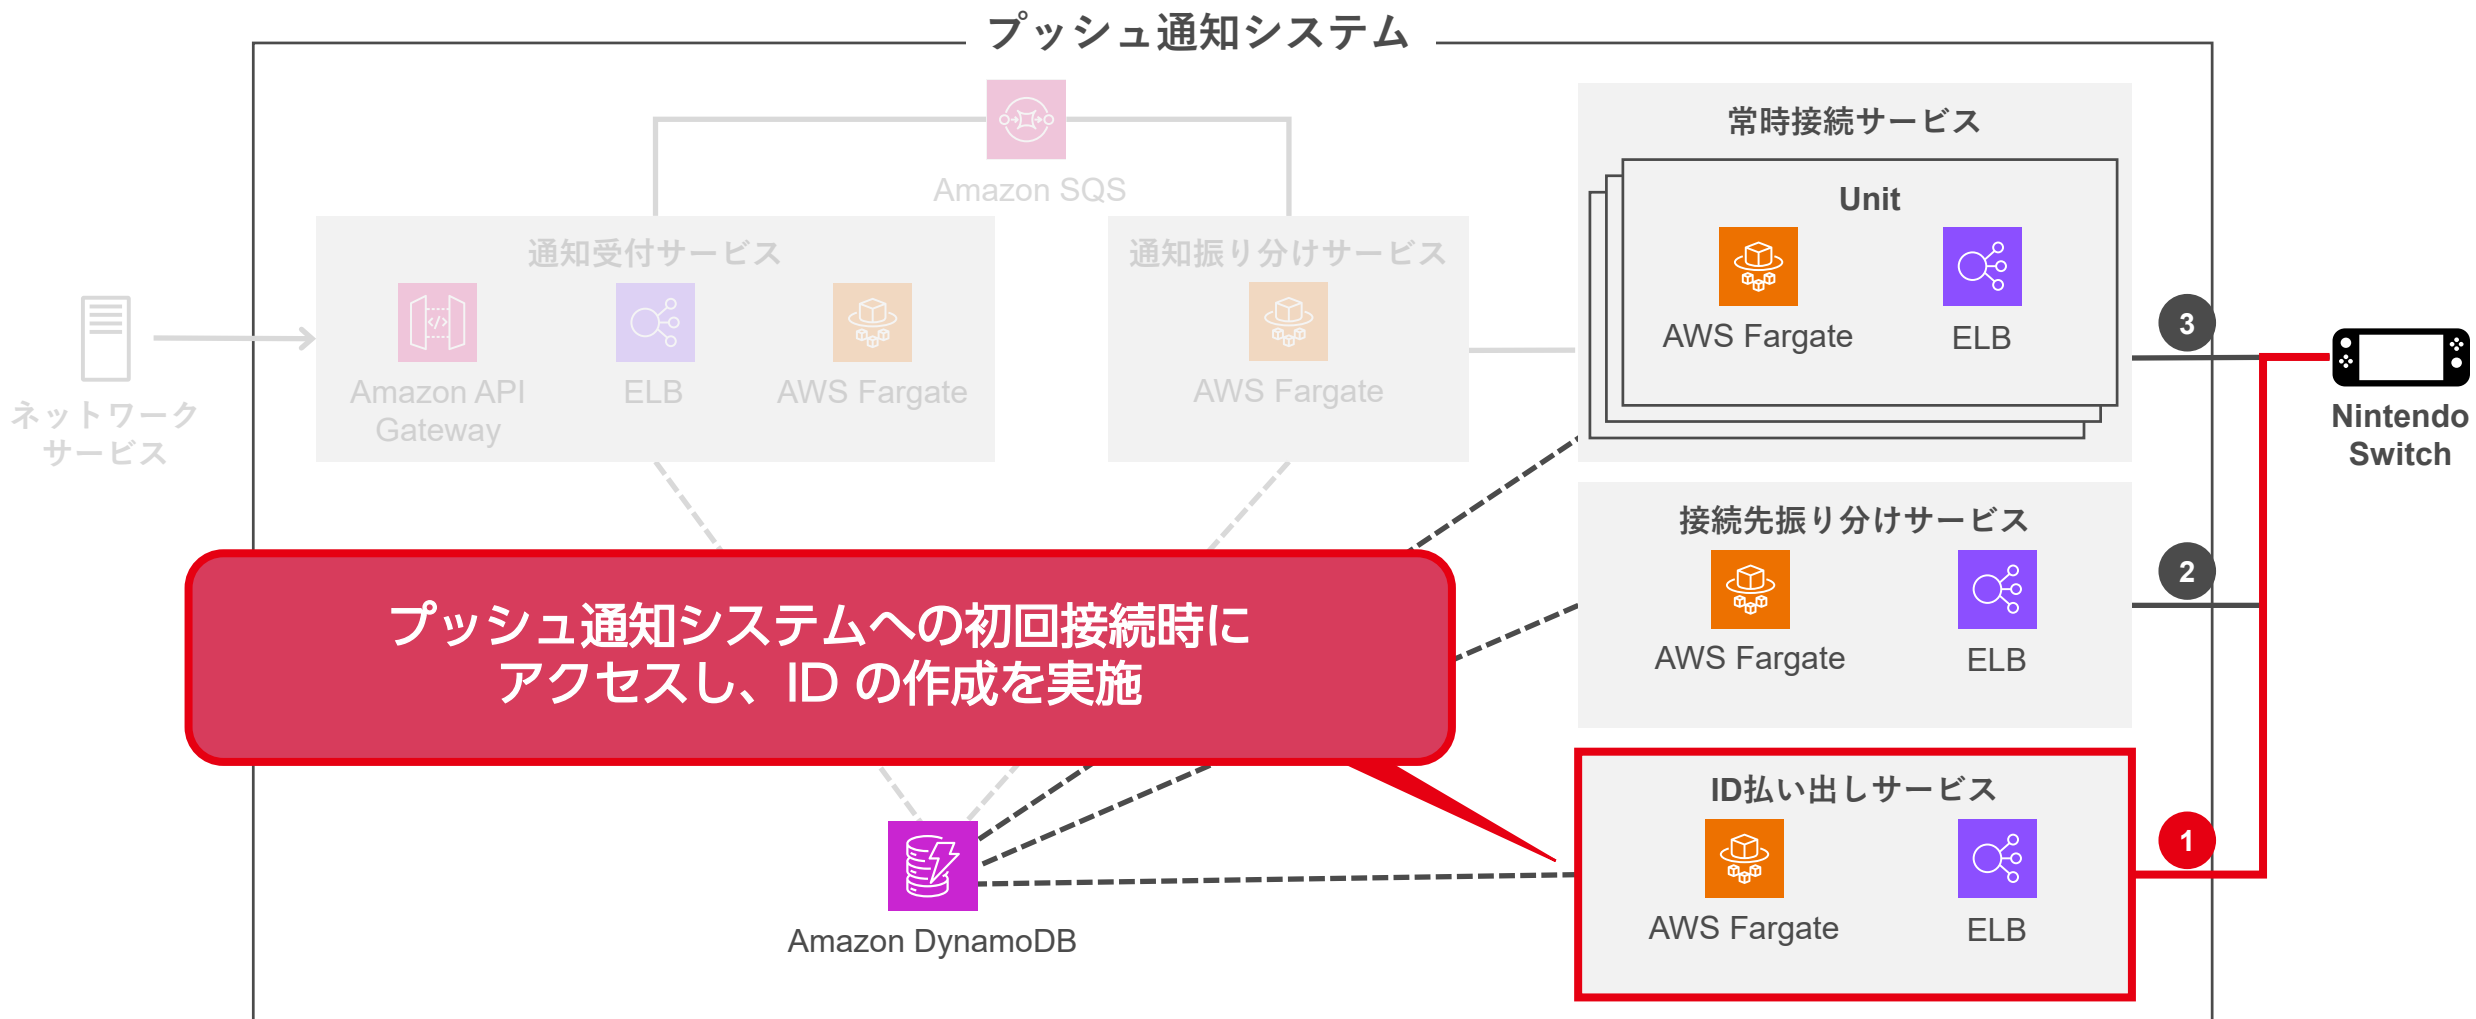 プッシュ通知システム
Amazon SQS
通知受付サービス
Amazon API
Gateway
ELB
AWS Fargate
通知振り分けサービス
AWS Fargate
ネットワーク
サービス
常時接続サービス
Unit
AWS Fargate
ELB
3
Nintendo
Switch
接続先振り分けサービス
AWS Fargate
ELB
2
プッシュ通知システムへの初回接続時に
アクセスし、ID の作成を実施
ID払い出しサービス
AWS Fargate
ELB
1
Amazon DynamoDB